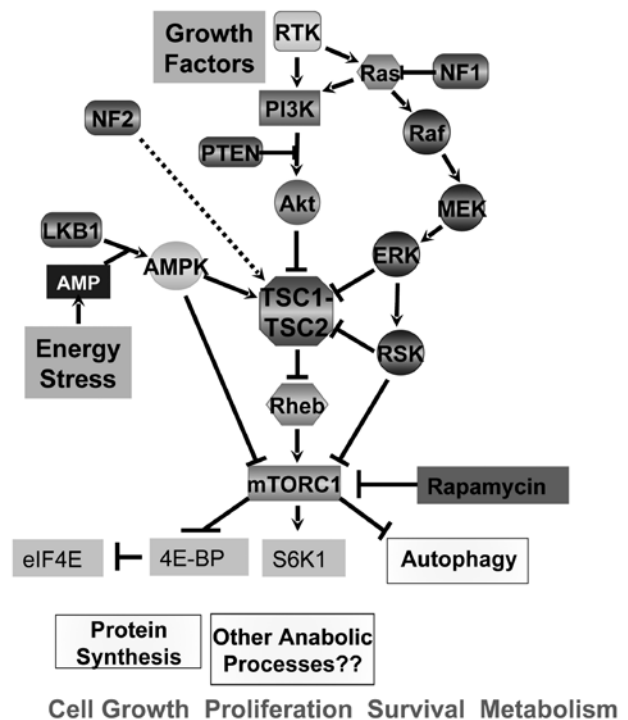 Growth
Factors
RTK
Ras
NF1
PI3K
NF2
PTEN
Raf
Akt
MEK
LKB1
AMPK
ERK
AMP
TSC1-
TSC2
Energy
Stress
RSK
Rheb
mTORC1
Rapamycin
eIF4E
4E-BP
S6K1
Autophagy
Protein
Synthesis
Other Anabolic
Processes??
Cell Growth Proliferation Survival Metabolism